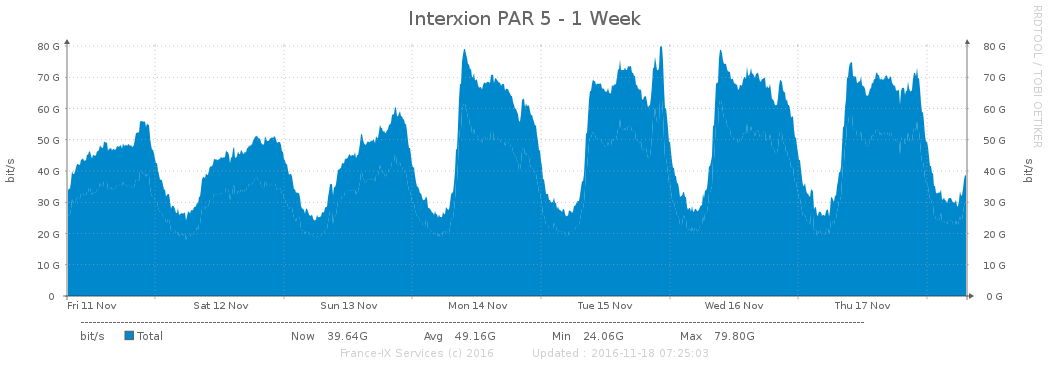 Interxion PAR 5 - 1 Week
RRDTOOL / TOBI OETIKER
bit/s
80 G
70 G
60 G
50 G
40 G
30 G
20 G
10 G
0
80 G
70 G
60 G
50 G
40 G
30 G
20 G
10 G
0 G
bit/s
Fri 11 Nov Sat 12 Nov Sun 13 Nov Mon 14 Nov Tue 15 Nov Wed 16 Nov Thu 17 Nov
bit/s Total Now 39.64G Avg 49.16G Min 24.06G Max 79.80G
France-IX Services (c) 2016 Updated : 2016-11-18 07:25:03